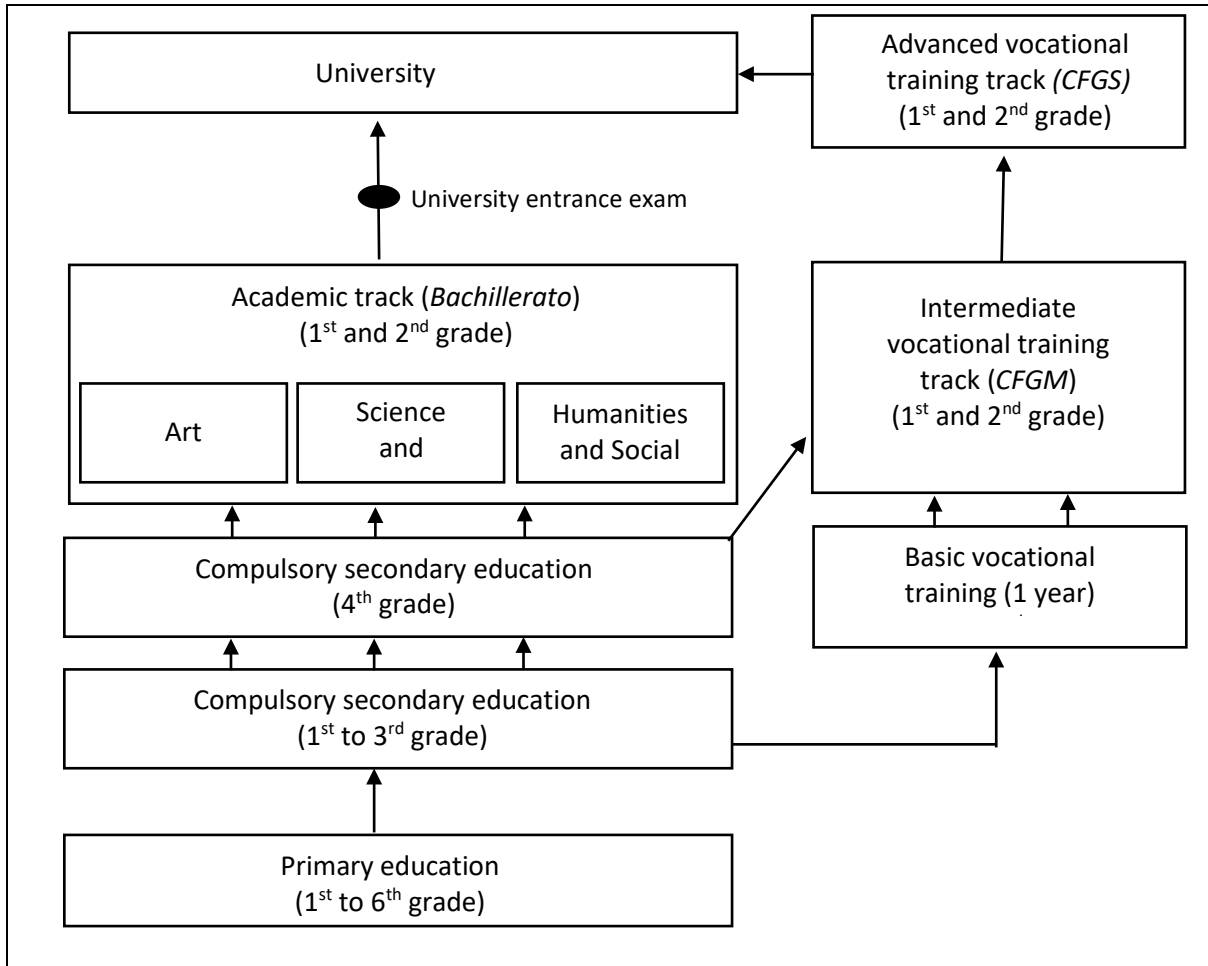 University
Advanced vocational
training track (CFGS)
(1st and 2nd grade)
University entrance exam
Academic track (Bachillerato)
(1st and 2nd grade)
Art
Science
and
Humanities
and Social
Intermediate
vocational training
track (CFGM)
(1st and 2nd grade)
Compulsory secondary education
(4th grade)
Basic vocational
training (1 year)
Compulsory secondary education
(1st to 3rd grade)
Primary education
(1st to 6th grade)